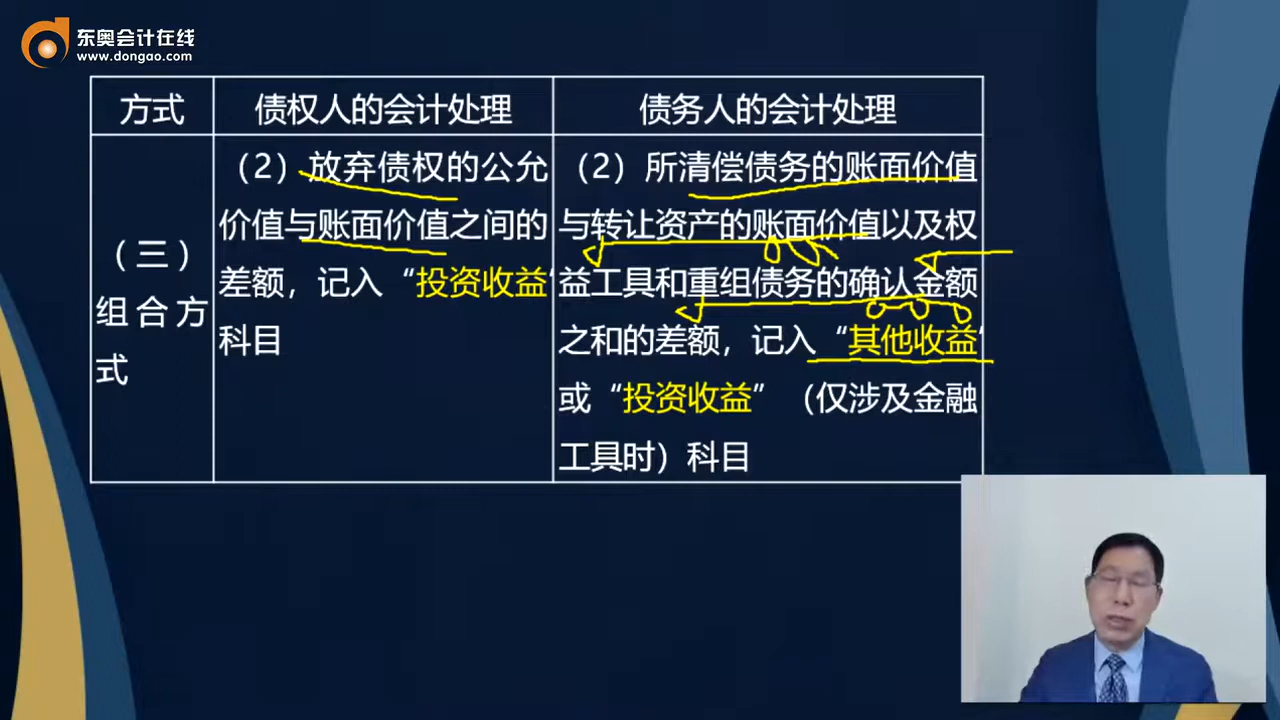 东奥会计在线
www.dongao.com
方式
债权人的会计处理
债务人的会计处理
（三）
组合方
式
（2）放弃债权的公允
价值与账面价值之间的
差额，记入“投资收益”
科目
（2）所清偿债务的账面价值
与转让资产的账面价值以及权
益工具和重组债务的确认金额
之和的差额，记入“其他收益”
或“投资收益”（仅涉及金融
工具时）科目